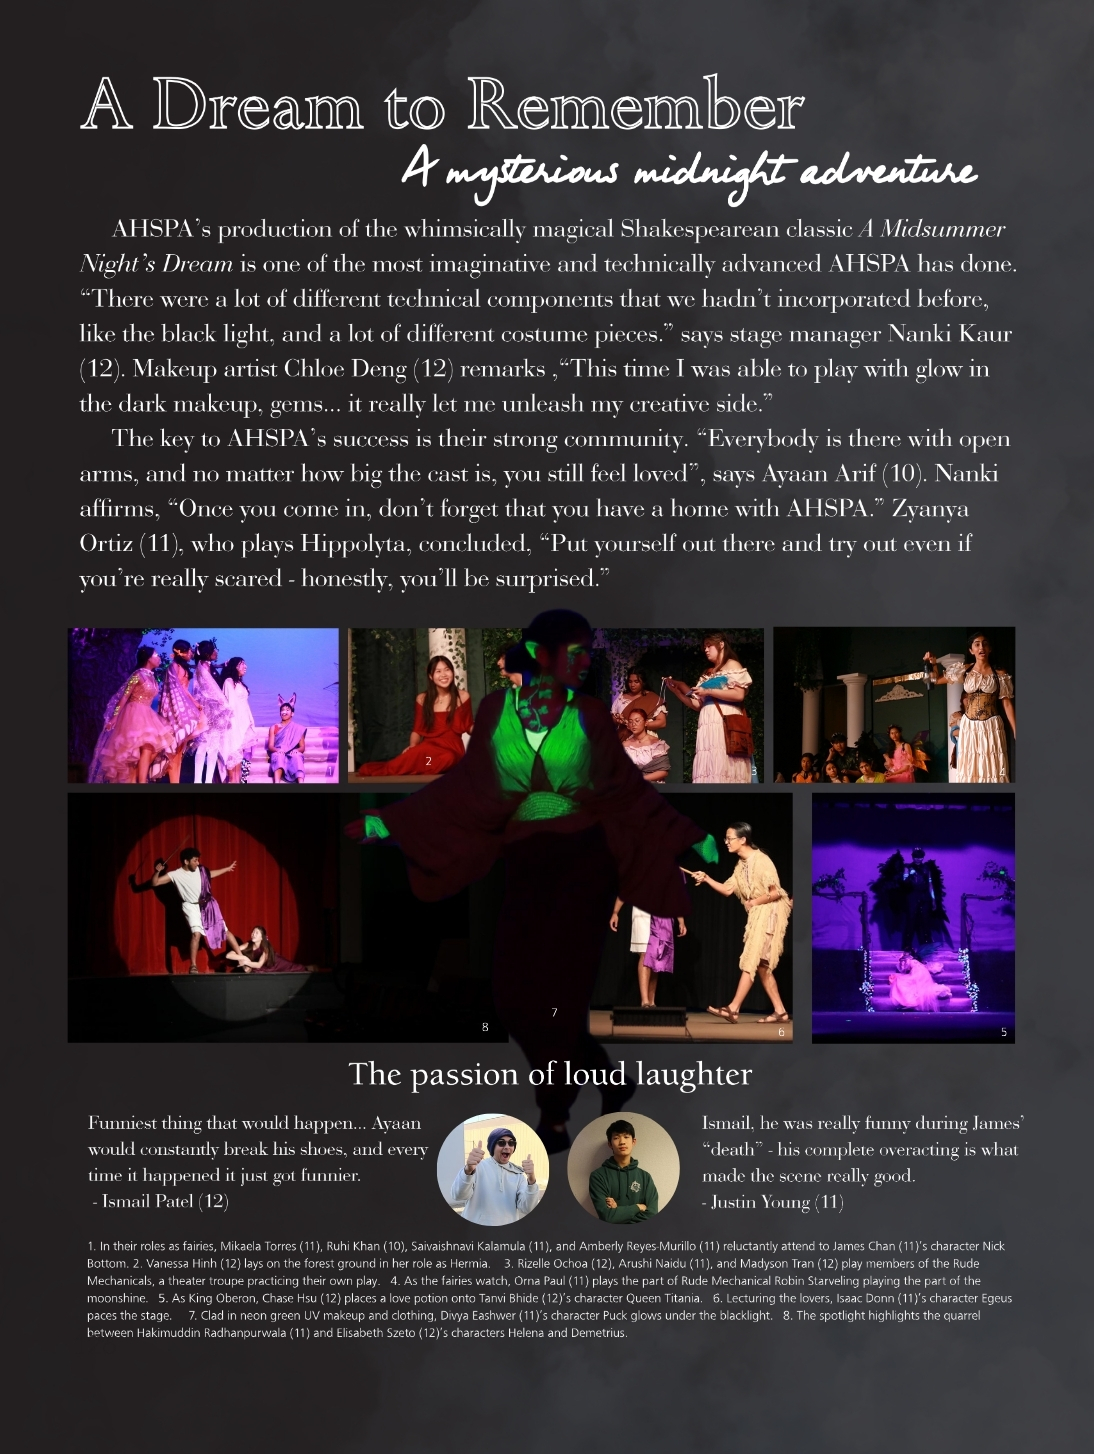 A Dream to Remember
A mysterious midnight adventure
AHSPA's production of the whimsically magical Shakespearean classic A Midsummer
Night's Dream is one of the most imaginative and technically advanced AHSPA has done.
“There were a lot of different technical components that we hadn't incorporated before,
like the black light, and a lot of different costume pieces.” says stage manager Nanki Kaur
(12). Makeup artist Chloe Deng (12) remarks ,“This time I was able to play with glow in
the dark makeup, gems... it really let me unleash my creative side.”
The key to AHSPA's success is their strong community. “Everybody is there with open
arms, and no matter how big the cast is, you still feel loved”, says Ayaan Arif (10). Nanki
affirms, “Once you come in, don't forget that you have a home with AHSPA.” Zyanya
Ortiz (11), who plays Hippolyta, concluded, “Put yourself out there and try out even if
you're really scared - honestly, you'll be surprised.”
1
2
3
4
8
7
6
5
The passion of loud laughter
Funniest thing that would happen... Ayaan
would constantly break his shoes, and every
time it happened it just got funnier.
- Ismail Patel (12)
Ismail, he was really funny during James'
“death” - his complete overacting is what
made the scene really good.
- Justin Young (11)
1. In their roles as fairies, Mikaela Torres (11), Ruhi Khan (10), Saivaishnavi Kalamula (11), and Amberly Reyes-Murillo (11) reluctantly attend to James Chan (11)'s character Nick
Bottom. 2. Vanessa Hinh (12) lays on the forest ground in her role as Hermia. 3. Rizelle Ochoa (12), Arushi Naidu (11), and Madyson Tran (12) play members of the Rude
Mechanicals, a theater troupe practicing their own play. 4. As the fairies watch, Orna Paul (11) plays the part of Rude Mechanical Robin Starveling playing the part of the
moonshine. 5. As King Oberon, Chase Hsu (12) places a love potion onto Tanvi Bhide (12)'s character Queen Titania. 6. Lecturing the lovers, Isaac Donn (11)'s character Egeus
paces the stage. 7. Clad in neon green UV makeup and clothing, Divya Eashwer (11)'s character Puck glows under the blacklight. 8. The spotlight highlights the quarrel
between Hakimuddin Radhanpurwala (11) and Elisabeth Szeto (12)'s characters Helena and Demetrius.